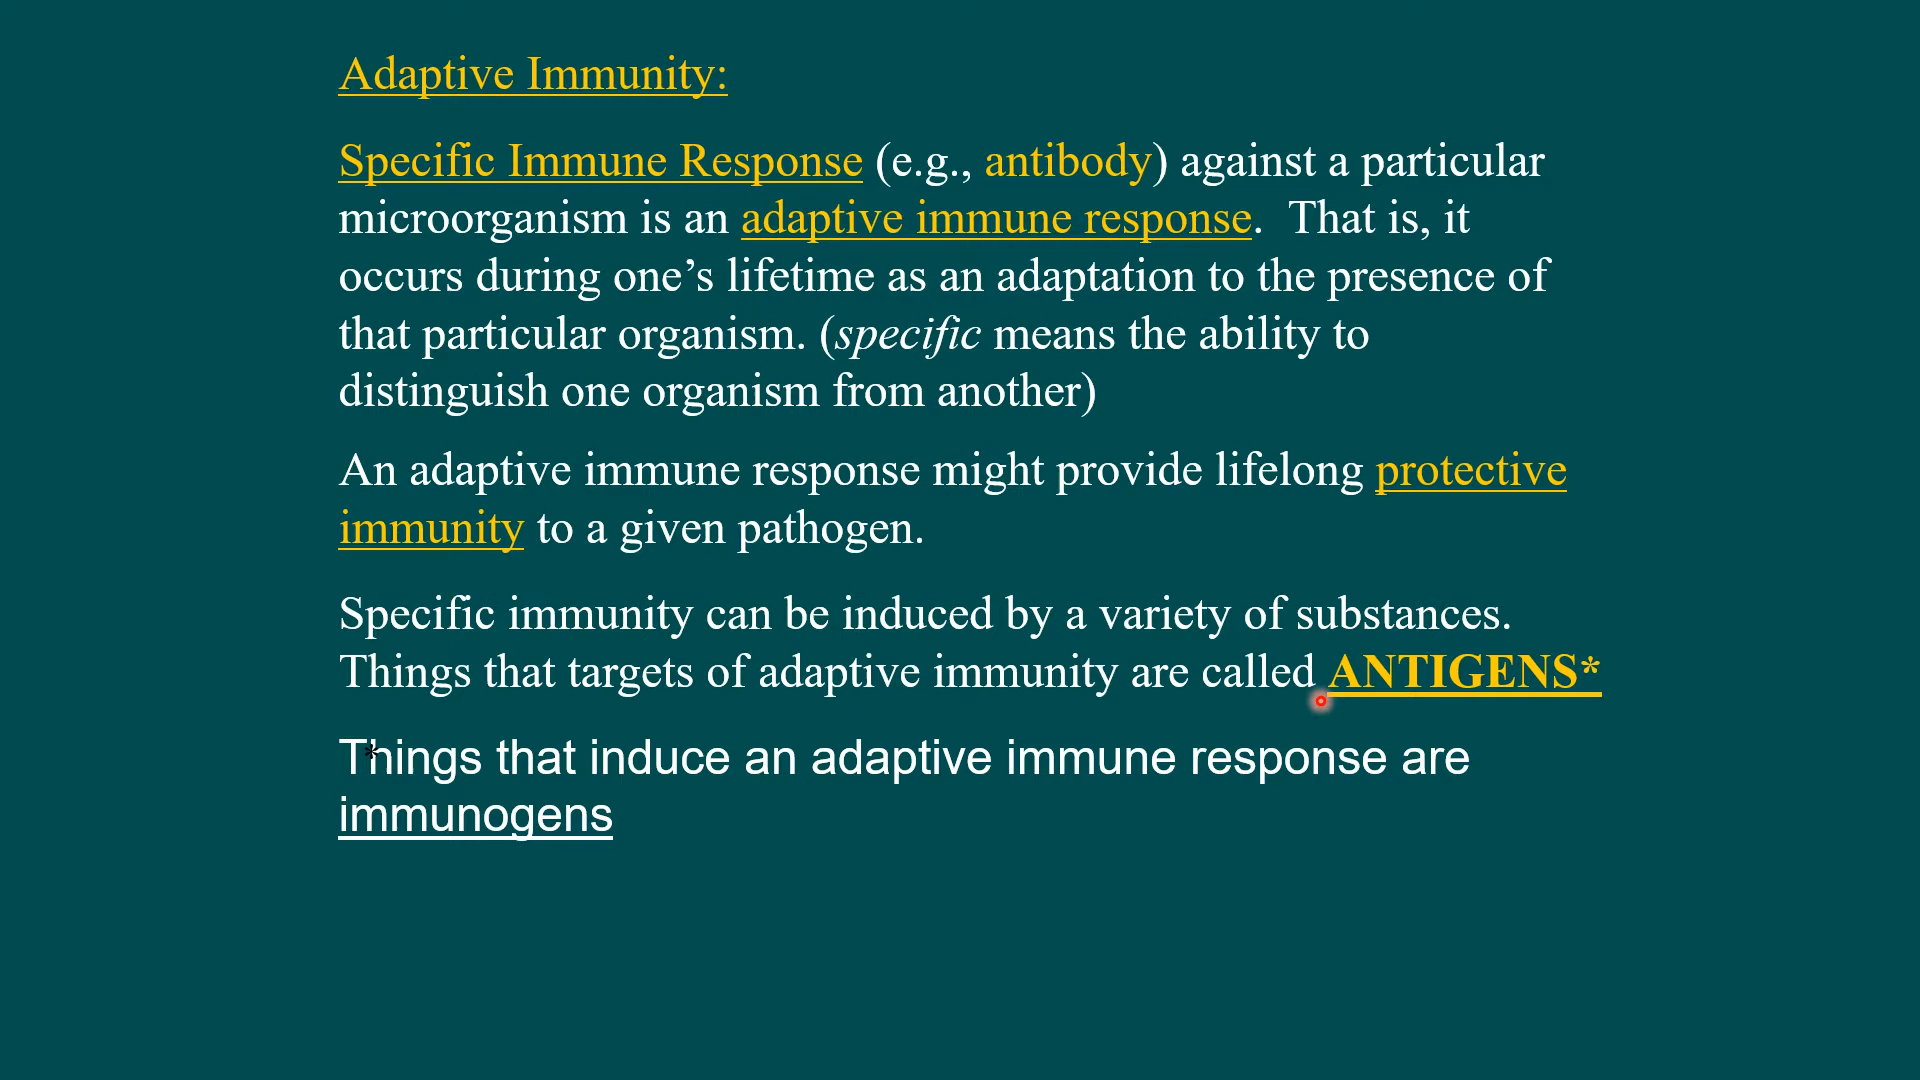 Adaptive Immunity:
Specific Immune Response (e.g., antibody) against a particular
microorganism is an adaptive immune response.  That is, it
occurs during one’s lifetime as an adaptation to the presence of
that particular organism. (specific means the ability to
distinguish one organism from another)
An adaptive immune response might provide lifelong protective
immunity to a given pathogen.
Specific immunity can be induced by a variety of substances.
Things that targets of adaptive immunity are called ANTIGENS*
*
Things that induce an adaptive immune response are
immunogens